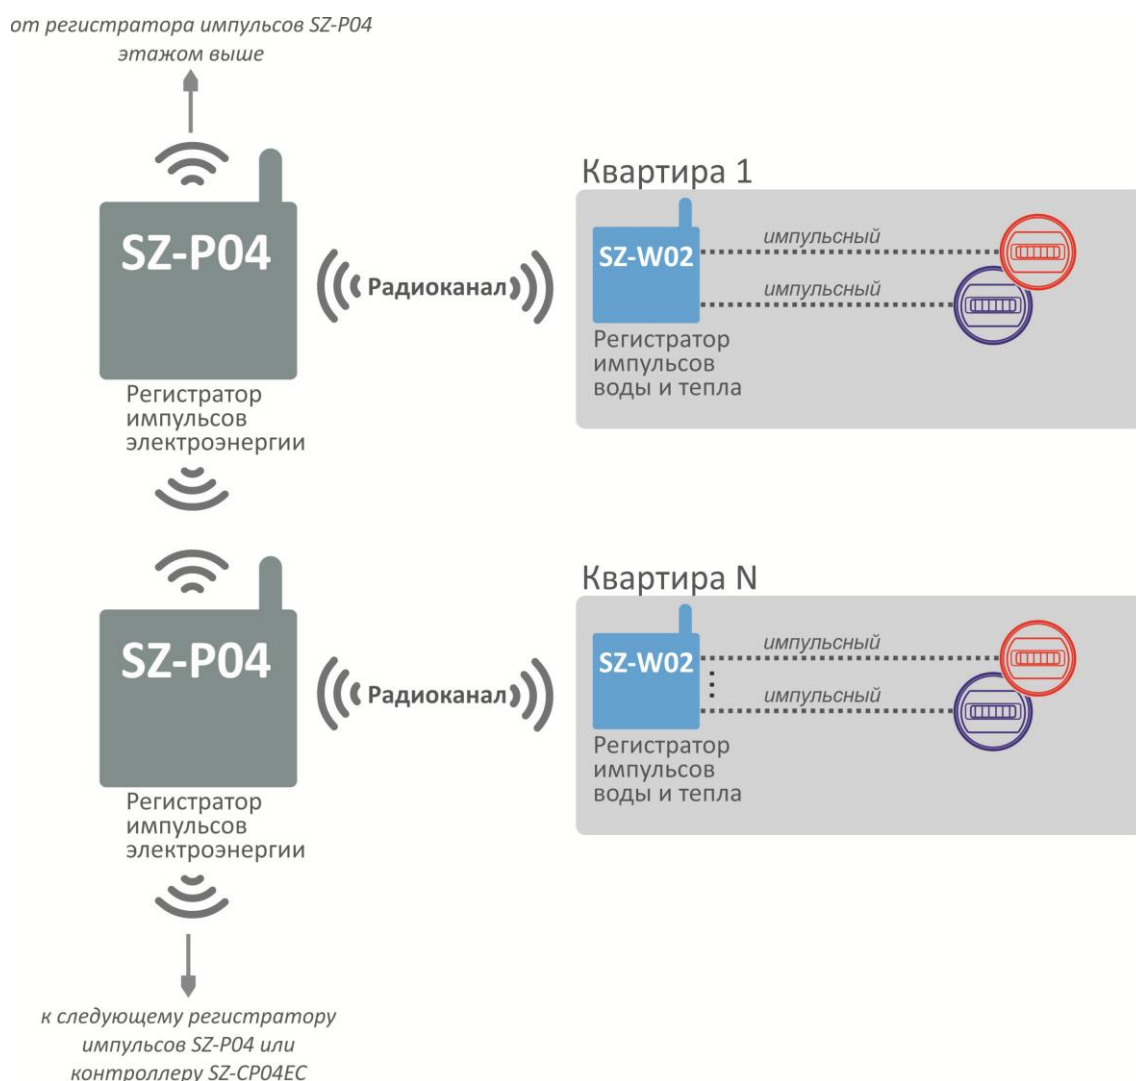 от регистратора импульсов SZ-P04
этажом выше
SZ-P04
Радиоканал
Регистратор
импульсов
электроэнергии
Квартира 1
SZ-W02
импульсный
импульсный
Регистратор
импульсов
воды и тепла
SZ-P04
Радиоканал
Регистратор
импульсов
электроэнергии
Квартира N
SZ-W02
импульсный
импульсный
Регистратор
импульсов
воды и тепла
к следующему регистратору
импульсов SZ-P04 или
контроллеру SZ-CP04EC